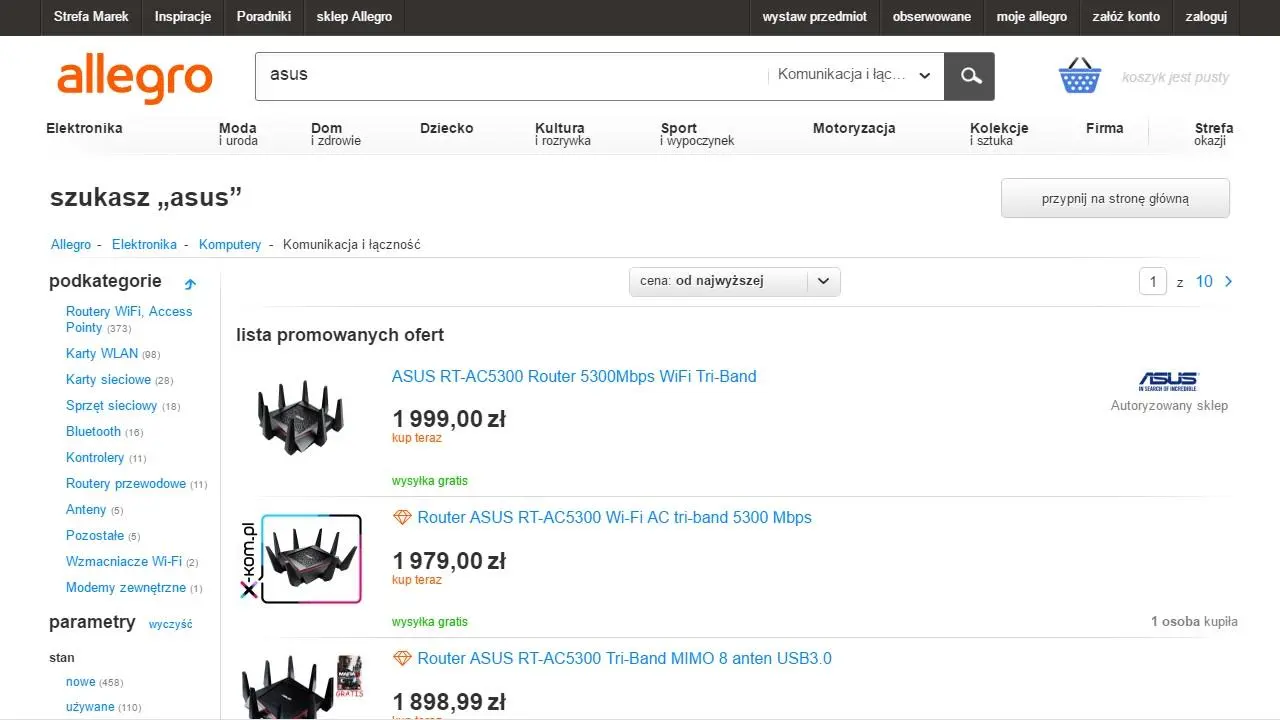 Strefa Marek Inspiracje Poradniki sklep Allegro wystaw przedmiot obserwowane moje allegro załóż konto zaloguj
allegro asus Komunikacja i łąc... koszyk jest pusty
Elektronika Moda Dom Dziecko Kultura Sport Motoryzacja Kolekcje Firma Strefa
i uroda i zdrowie i rozrywka i wypoczynek i sztuka okazji
szukasz „asus” przypnij na stronę główną
Allegro - Elektronika - Komputery - Komunikacja i łączność
podkategorie cena: od najwyższej 1 z 10
Routery WiFi, Access
Pointy (373)
Karty WLAN (98)
Karty sieciowe (28)
Sprzęt sieciowy (18)
Bluetooth (16)
Kontrolery (11)
Routery przewodowe (11)
Anteny (5)
Pozostałe (5)
Wzmacniacze Wi-Fi (2)
Modemy zewnętrzne (1)
parametry wyczyść
stan
nowe (458)
używane (110)
lista promowanych ofert
ASUS RT-AC5300 Router 5300Mbps WiFi Tri-Band
1 999,00 zł
kup teraz
wysyłka gratis
ASUS
IN SEARCH OF INCREDIBLE
Autoryzowany sklep
x-kom.pl
Router ASUS RT-AC5300 Wi-Fi AC tri-band 5300 Mbps
1 979,00 zł
kup teraz
wysyłka gratis
1 osoba kupiła
Router ASUS RT-AC5300 Tri-Band MIMO 8 anten USB3.0
MAFIA
GRATIS
1 898,99 zł
kup teraz